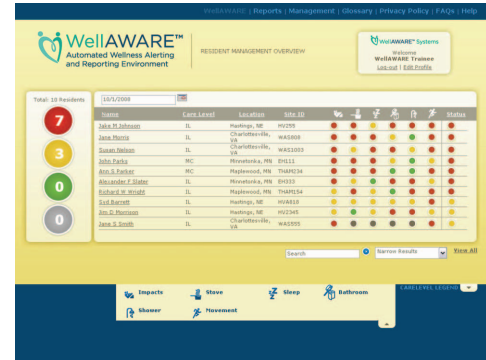 WellAWARE | Reports | Management | Glossary | Privacy Policy | FAQs | Help
WellAWARE™
Automated Wellness Alerting
and Reporting Environment
RESIDENT MANAGEMENT OVERVIEW
WellAWARE™ Systems
Welcome
WellAWARE Trainee
Log-out | Edit Profile
Total: 10 Residents
10/5/2008
Name Care Level Location Site ID Status
7
3
0
0
Jake M Johnson IL Hastings, NE HV255
Jane Morris IL Charlottesville, VA WAS808
Susan Nelson IL Charlottesville, VA WAS1003
John Parks MC Minnetonka, MN EH111
Ann S Parker MC Maplewood, MN THAM234
Alexander F Slater IL Minnetonka, MN EH333
Richard W Wright IL Maplewood, MN THAM154
Syd Barrett IL Hastings, NE HVA818
Jim D Morrison IL Hastings, NE HV2345
Jane S Smith IL Charlottesville, VA WAS555
Search Narrow Results View All
CARELEVEL LEGEND
Impacts Stove Sleep Bathroom
Shower Movement